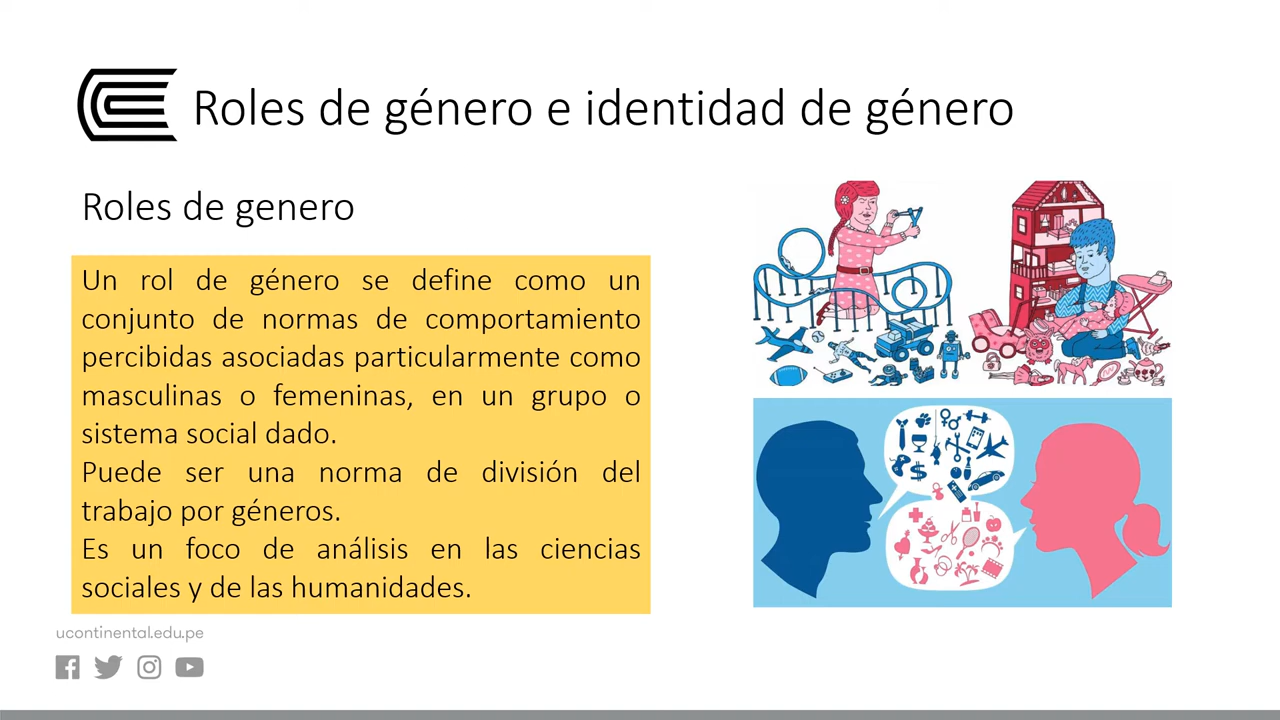 Roles de género e identidad de género
Roles de genero
Un rol de género se define como un
conjunto de normas de comportamiento
percibidas asociadas particularmente como
masculinas o femeninas, en un grupo o
sistema social dado.
Puede ser una norma de división del
trabajo por géneros.
Es un foco de análisis en las ciencias
sociales y de las humanidades.
ucontinental.edu.pe